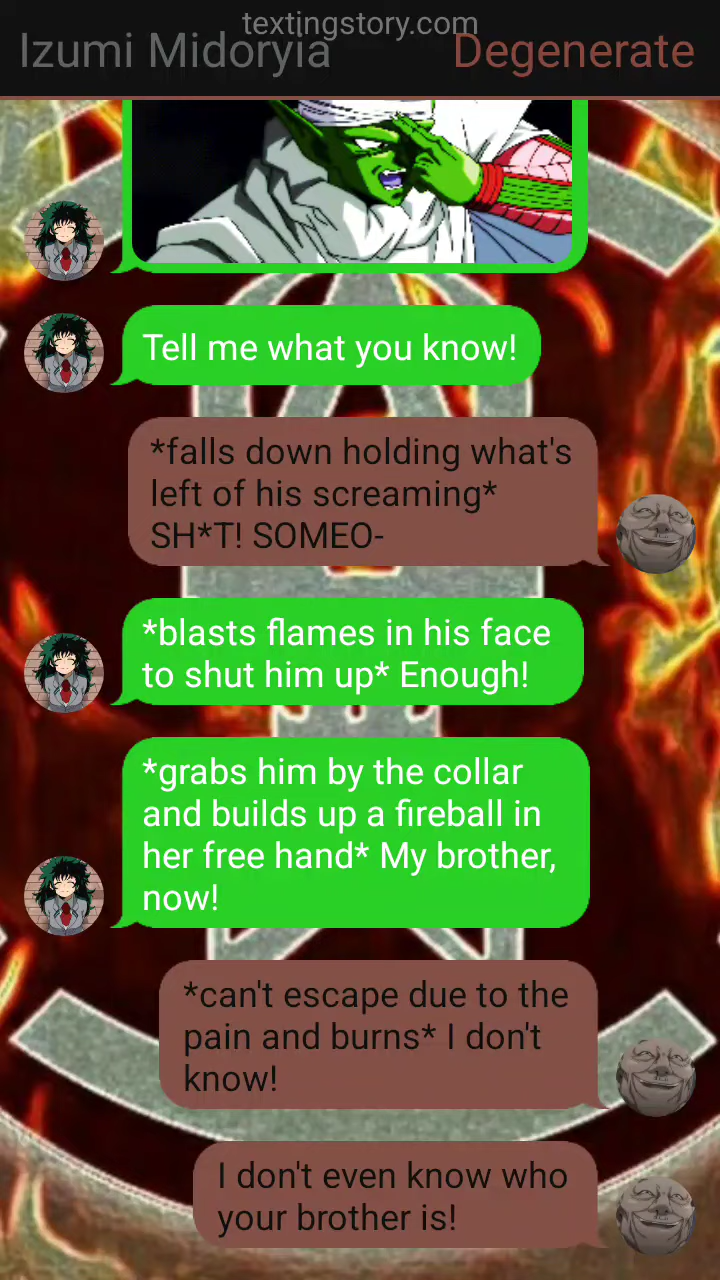 textingstory.com
Izumi Midoryia
Degenerate
Tell me what you know!
*falls down holding what's
left of his screaming*
SH*T! SOMEO-
*blasts flames in his face
to shut him up* Enough!
*grabs him by the collar
and builds up a fireball in
her free hand* My brother,
now!
*can't escape due to the
pain and burns* I don't
know!
I don't even know who
your brother is!